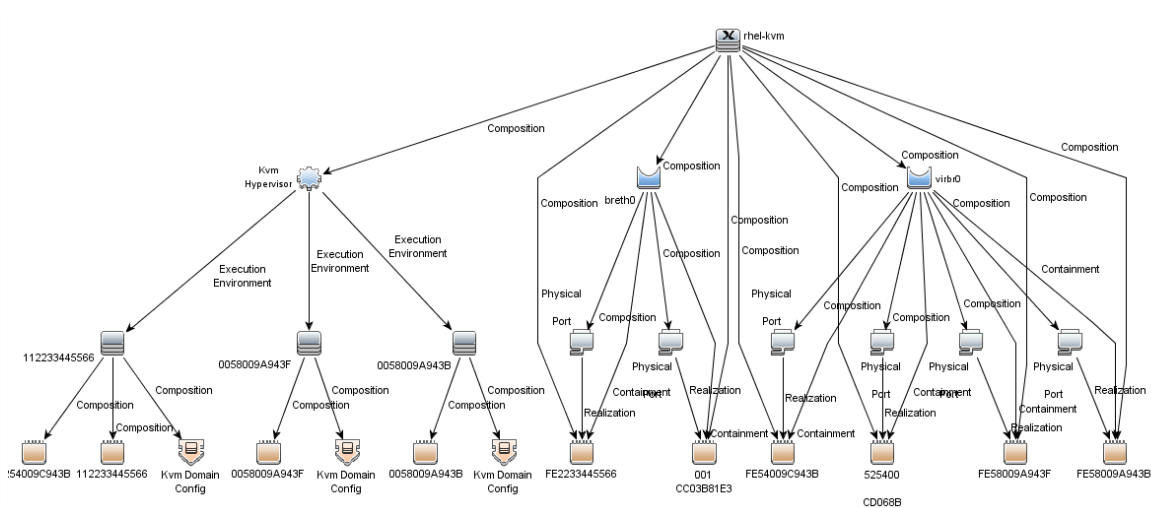 rhel-kvm
Composition
Composition
Kvm
Hypervisor
Composition
Composition
virbr0
breth0
Composition
Composition
Composition
Composition
Composition
Composition
Execution
Environment
Execution
Environment
Execution
Environment
Composition
Composition
Containment
Physical
Port
Composition
Physical
Port
Composition
Composition
112233445566
0058009A943F
0058009A943B
Physical
Port
Physical
Port
Physical
Port
Physical
Port
Composition
Composition
Composition
Composition
Containment
Realization
Containment
Realization
Composition
Composition
Composition
Composition
Realization
Realization
Realization
Containment
Realization
Containment
Containment
254009C943B
112233445566
Kvm Domain
Config
0058009A943F
Kvm Domain
Config
0058009A943B
Kvm Domain
Config
FE2233445566
001
CC03B81E3
FE54009C943B
525400
CD068B
FE58009A943F
FE58009A943B